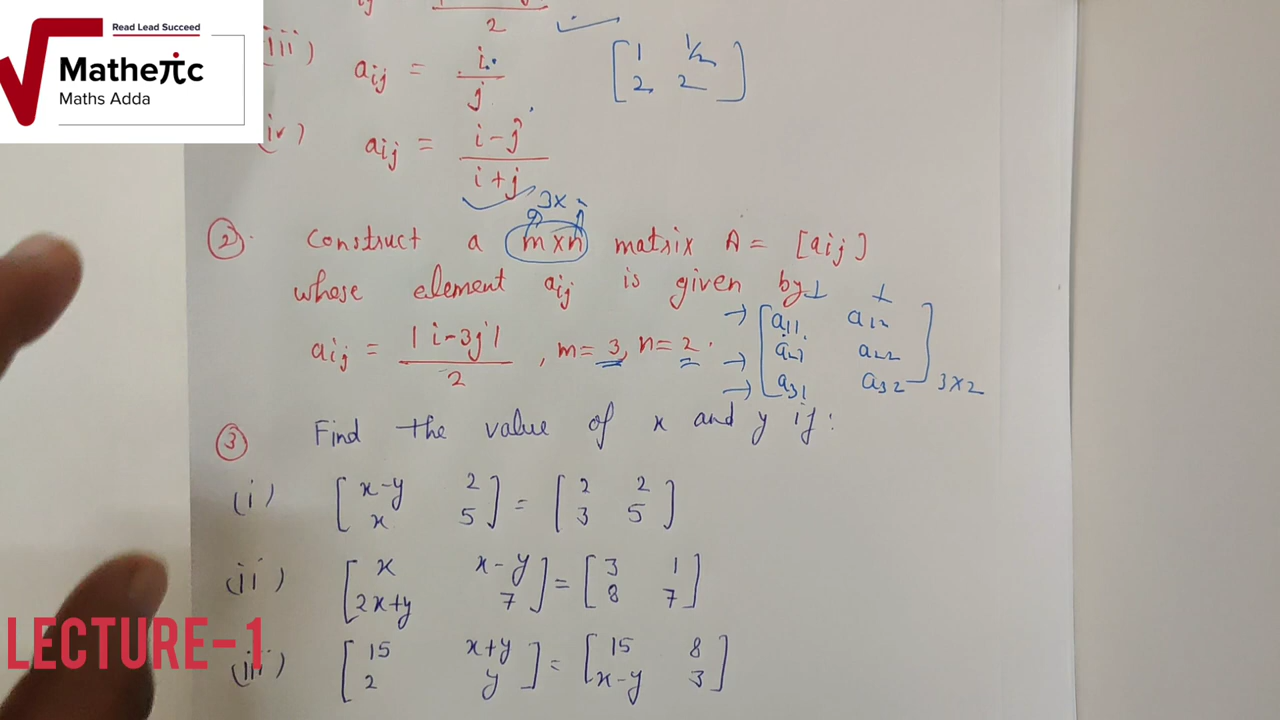 Read Lead Succeed
Matheπc
Maths Adda
2
(iii) aij = i/j [1 1/2
2 2]
(iv) aij = i-j/i+j
3x
② Construct a m×n matrix A = [aij]
whose element aij is given by
aij = |i-3j|/2, m=3, n=2. → [a11 a12
→ a21 a22
→ a31 a32] 3×2
③ Find the value of x and y if:
(i) [x-y 2
x 5] = [2 2
3 5]
(ii) [x x-y
2x+y 7] = [3 1
8 7]
LECTURE-1
(iii) [15 x+y
2 y] = [15 8
x-y 3]